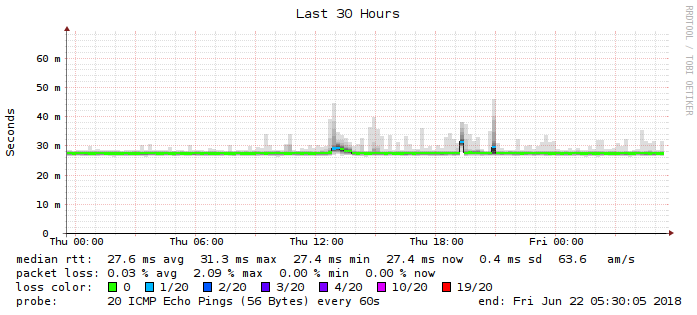 Last 30 Hours
RRDTOOL / TOBI OETIKER
Seconds
60 m
50 m
40 m
30 m
20 m
10 m
0
Thu 00:00 Thu 06:00 Thu 12:00 Thu 18:00 Fri 00:00
median rtt: 27.6 ms avg 31.3 ms max 27.4 ms min 27.4 ms now 0.4 ms sd 63.6 am/s
packet loss: 0.03 % avg 2.09 % max 0.00 % min 0.00 % now
loss color: 0 1/20 2/20 3/20 4/20 10/20 19/20
probe: 20 ICMP Echo Pings (56 Bytes) every 60s end: Fri Jun 22 05:30:05 2018